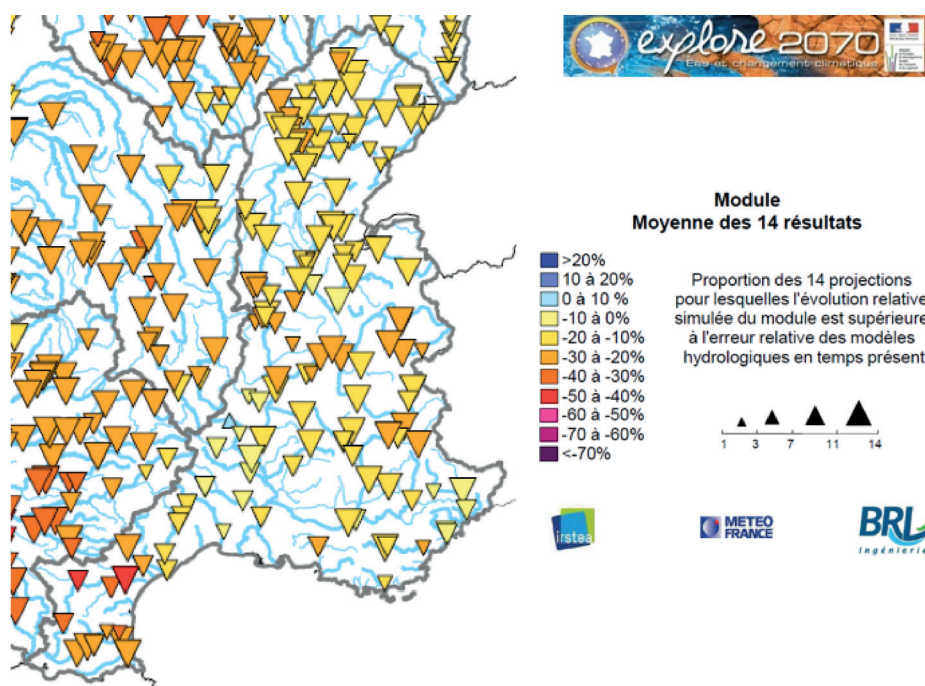 explore 2070
Eau et changement climatique
Module
Moyenne des 14 résultats
>20%
10 à 20%
0 à 10 %
-10 à 0%
-20 à -10%
-30 à -20%
-40 à -30%
-50 à -40%
-60 à -50%
-70 à -60%
<-70%
Proportion des 14 projections
pour lesquelles l'évolution relative
simulée du module est supérieure
à l'erreur relative des modèles
hydrologiques en temps présent
1 3 7 11 14
irstea
METEO
FRANCE
BRL
ingénierie